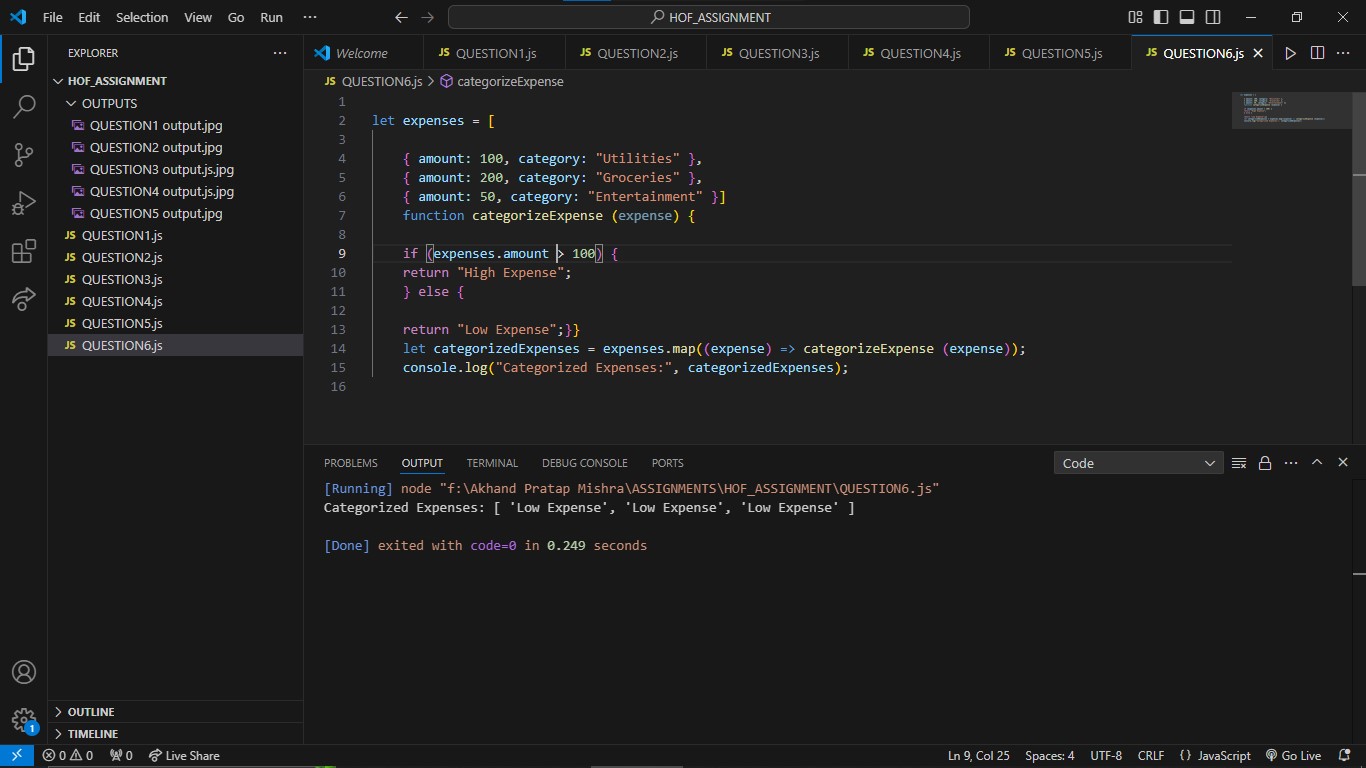 File Edit Selection View Go Run ··· HOF_ASSIGNMENT
EXPLORER ···
HOF_ASSIGNMENT
OUTPUTS
QUESTION1 output.jpg
QUESTION2 output.jpg
QUESTION3 output.js.jpg
QUESTION4 output.js.jpg
QUESTION5 output.jpg
JS QUESTION1.js
JS QUESTION2.js
JS QUESTION3.js
JS QUESTION4.js
JS QUESTION5.js
JS QUESTION6.js
OUTLINE
TIMELINE
Welcome JS QUESTION1.js JS QUESTION2.js JS QUESTION3.js JS QUESTION4.js JS QUESTION5.js JS QUESTION6.js
JS QUESTION6.js > categorizeExpense
1
2 let expenses = [
3
4 { amount: 100, category: "Utilities" },
5 { amount: 200, category: "Groceries" },
6 { amount: 50, category: "Entertainment" }]
7 function categorizeExpense (expense) {
8
9 if (expenses.amount > 100) {
10 return "High Expense";
11 } else {
12
13 return "Low Expense";}}
14 let categorizedExpenses = expenses.map((expense) => categorizeExpense (expense));
15 console.log("Categorized Expenses:", categorizedExpenses);
16
PROBLEMS OUTPUT TERMINAL DEBUG CONSOLE PORTS Code
[Running] node "f:\Akhand Pratap Mishra\ASSIGNMENTS\HOF_ASSIGNMENT\QUESTION6.js"
Categorized Expenses: [ 'Low Expense', 'Low Expense', 'Low Expense' ]
[Done] exited with code=0 in 0.249 seconds
1
0 0 0 Live Share Ln 9, Col 25 Spaces: 4 UTF-8 CRLF {} JavaScript Go Live